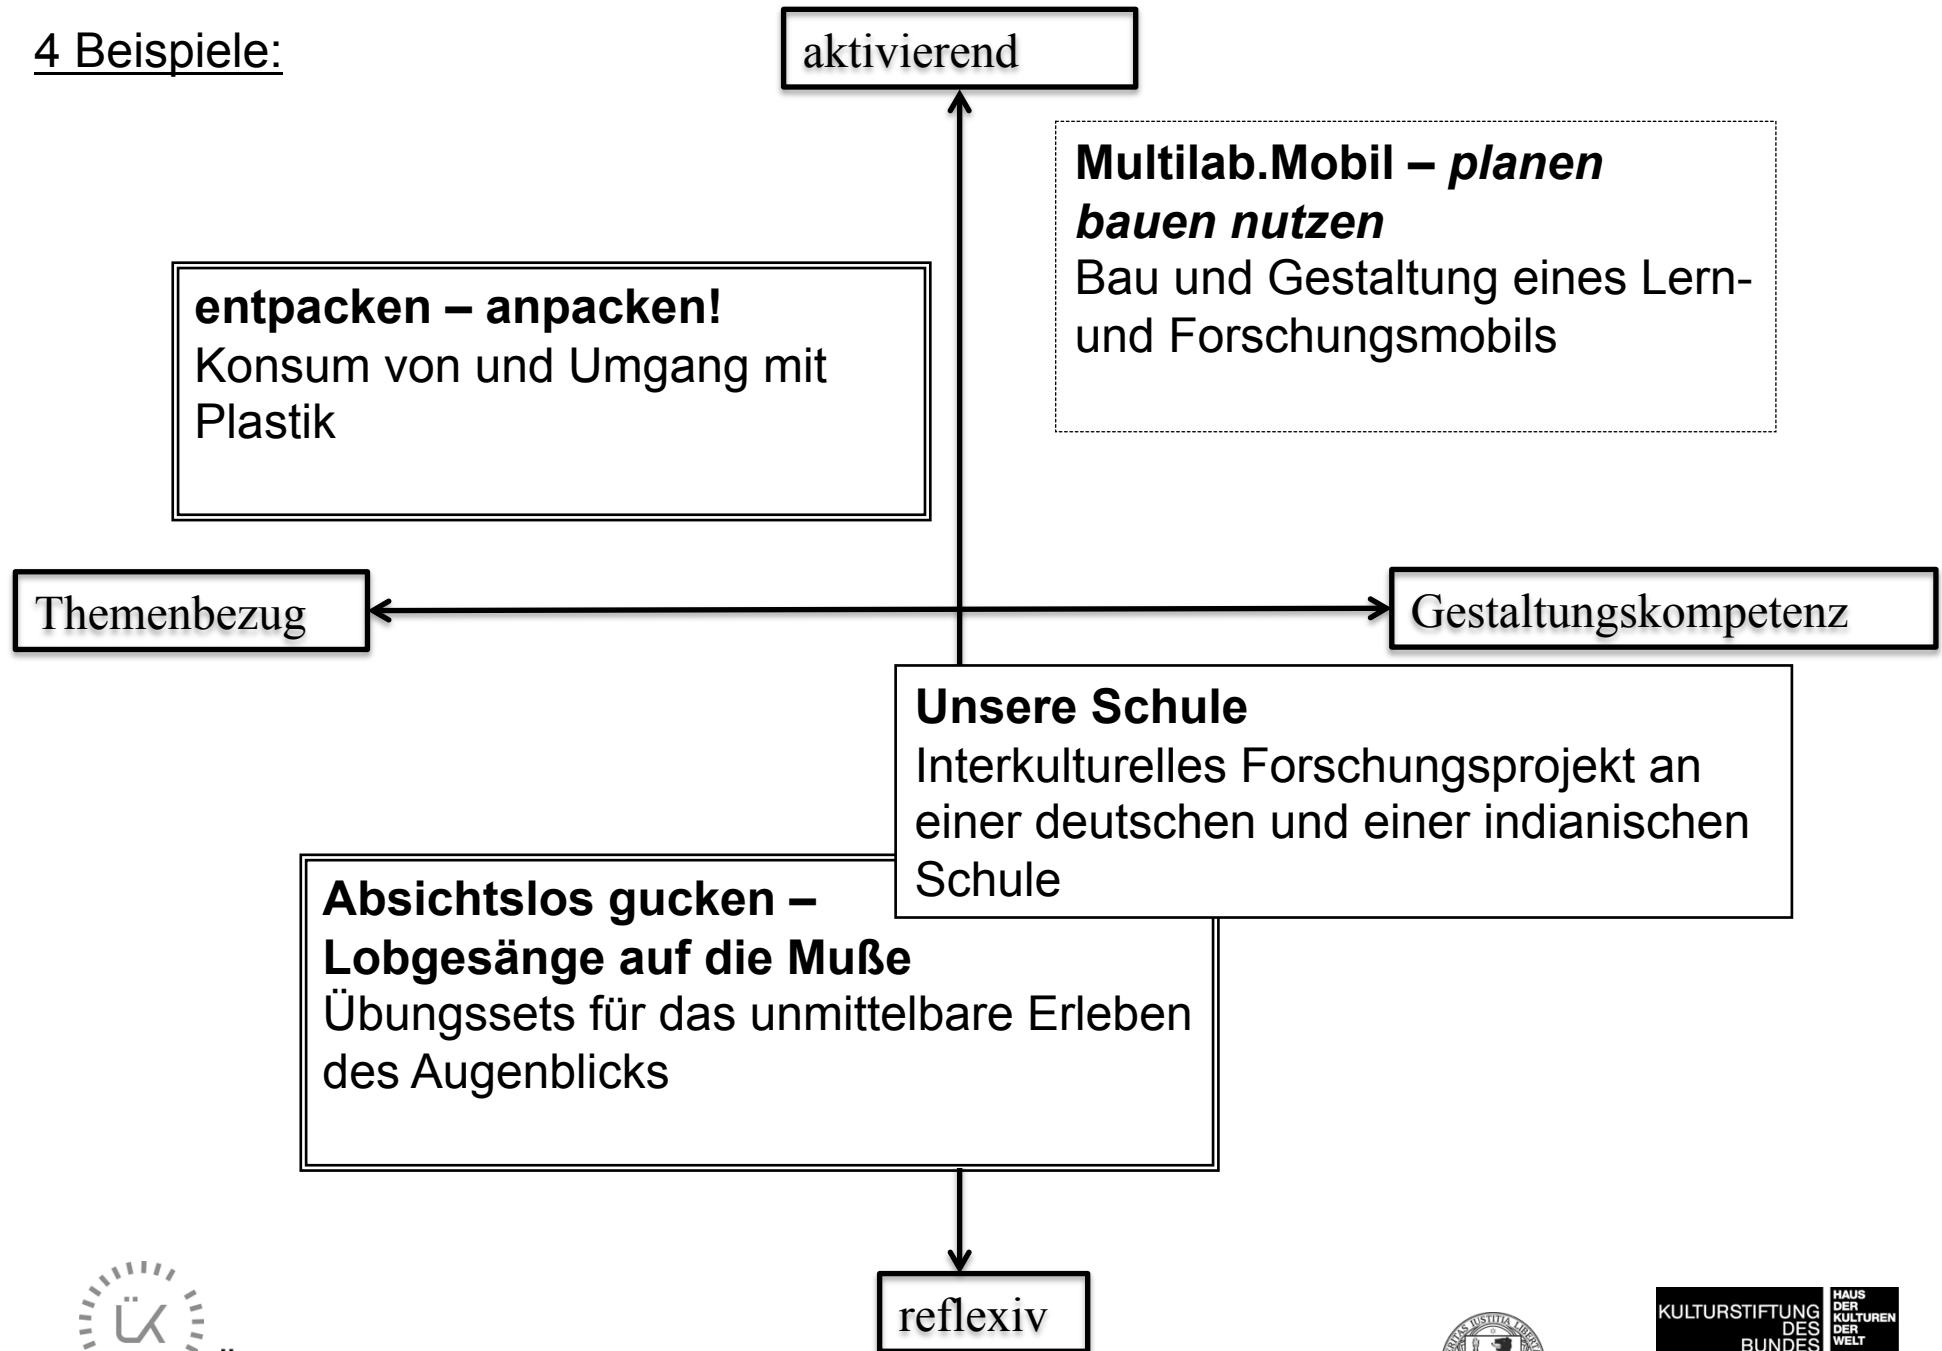 4 Beispiele:
aktivierend
Multilab.Mobil – planen
bauen nutzen
Bau und Gestaltung eines Lern-
und Forschungsmobils
entpacken – anpacken!
Konsum von und Umgang mit
Plastik
Themenbezug
Gestaltungskompetenz
Unsere Schule
Interkulturelles Forschungsprojekt an
einer deutschen und einer indianischen
Schule
Absichtslos gucken –
Lobgesänge auf die Muße
Übungssets für das unmittelbare Erleben
des Augenblicks
reflexiv
ÜK
JUSTITIA
KULTURSTIFTUNG
DES
BUNDES
HAUS
DER
KULTUREN
DER
WELT